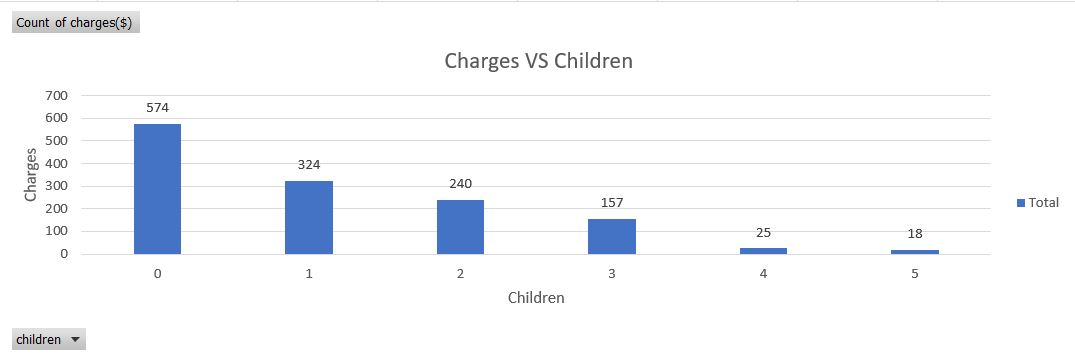 Count of charges($)
Charges VS Children
700
600
500
400
300
200
100
0
Charges
574
324
240
157
25
18
0 1 2 3 4 5
Children
Total
children